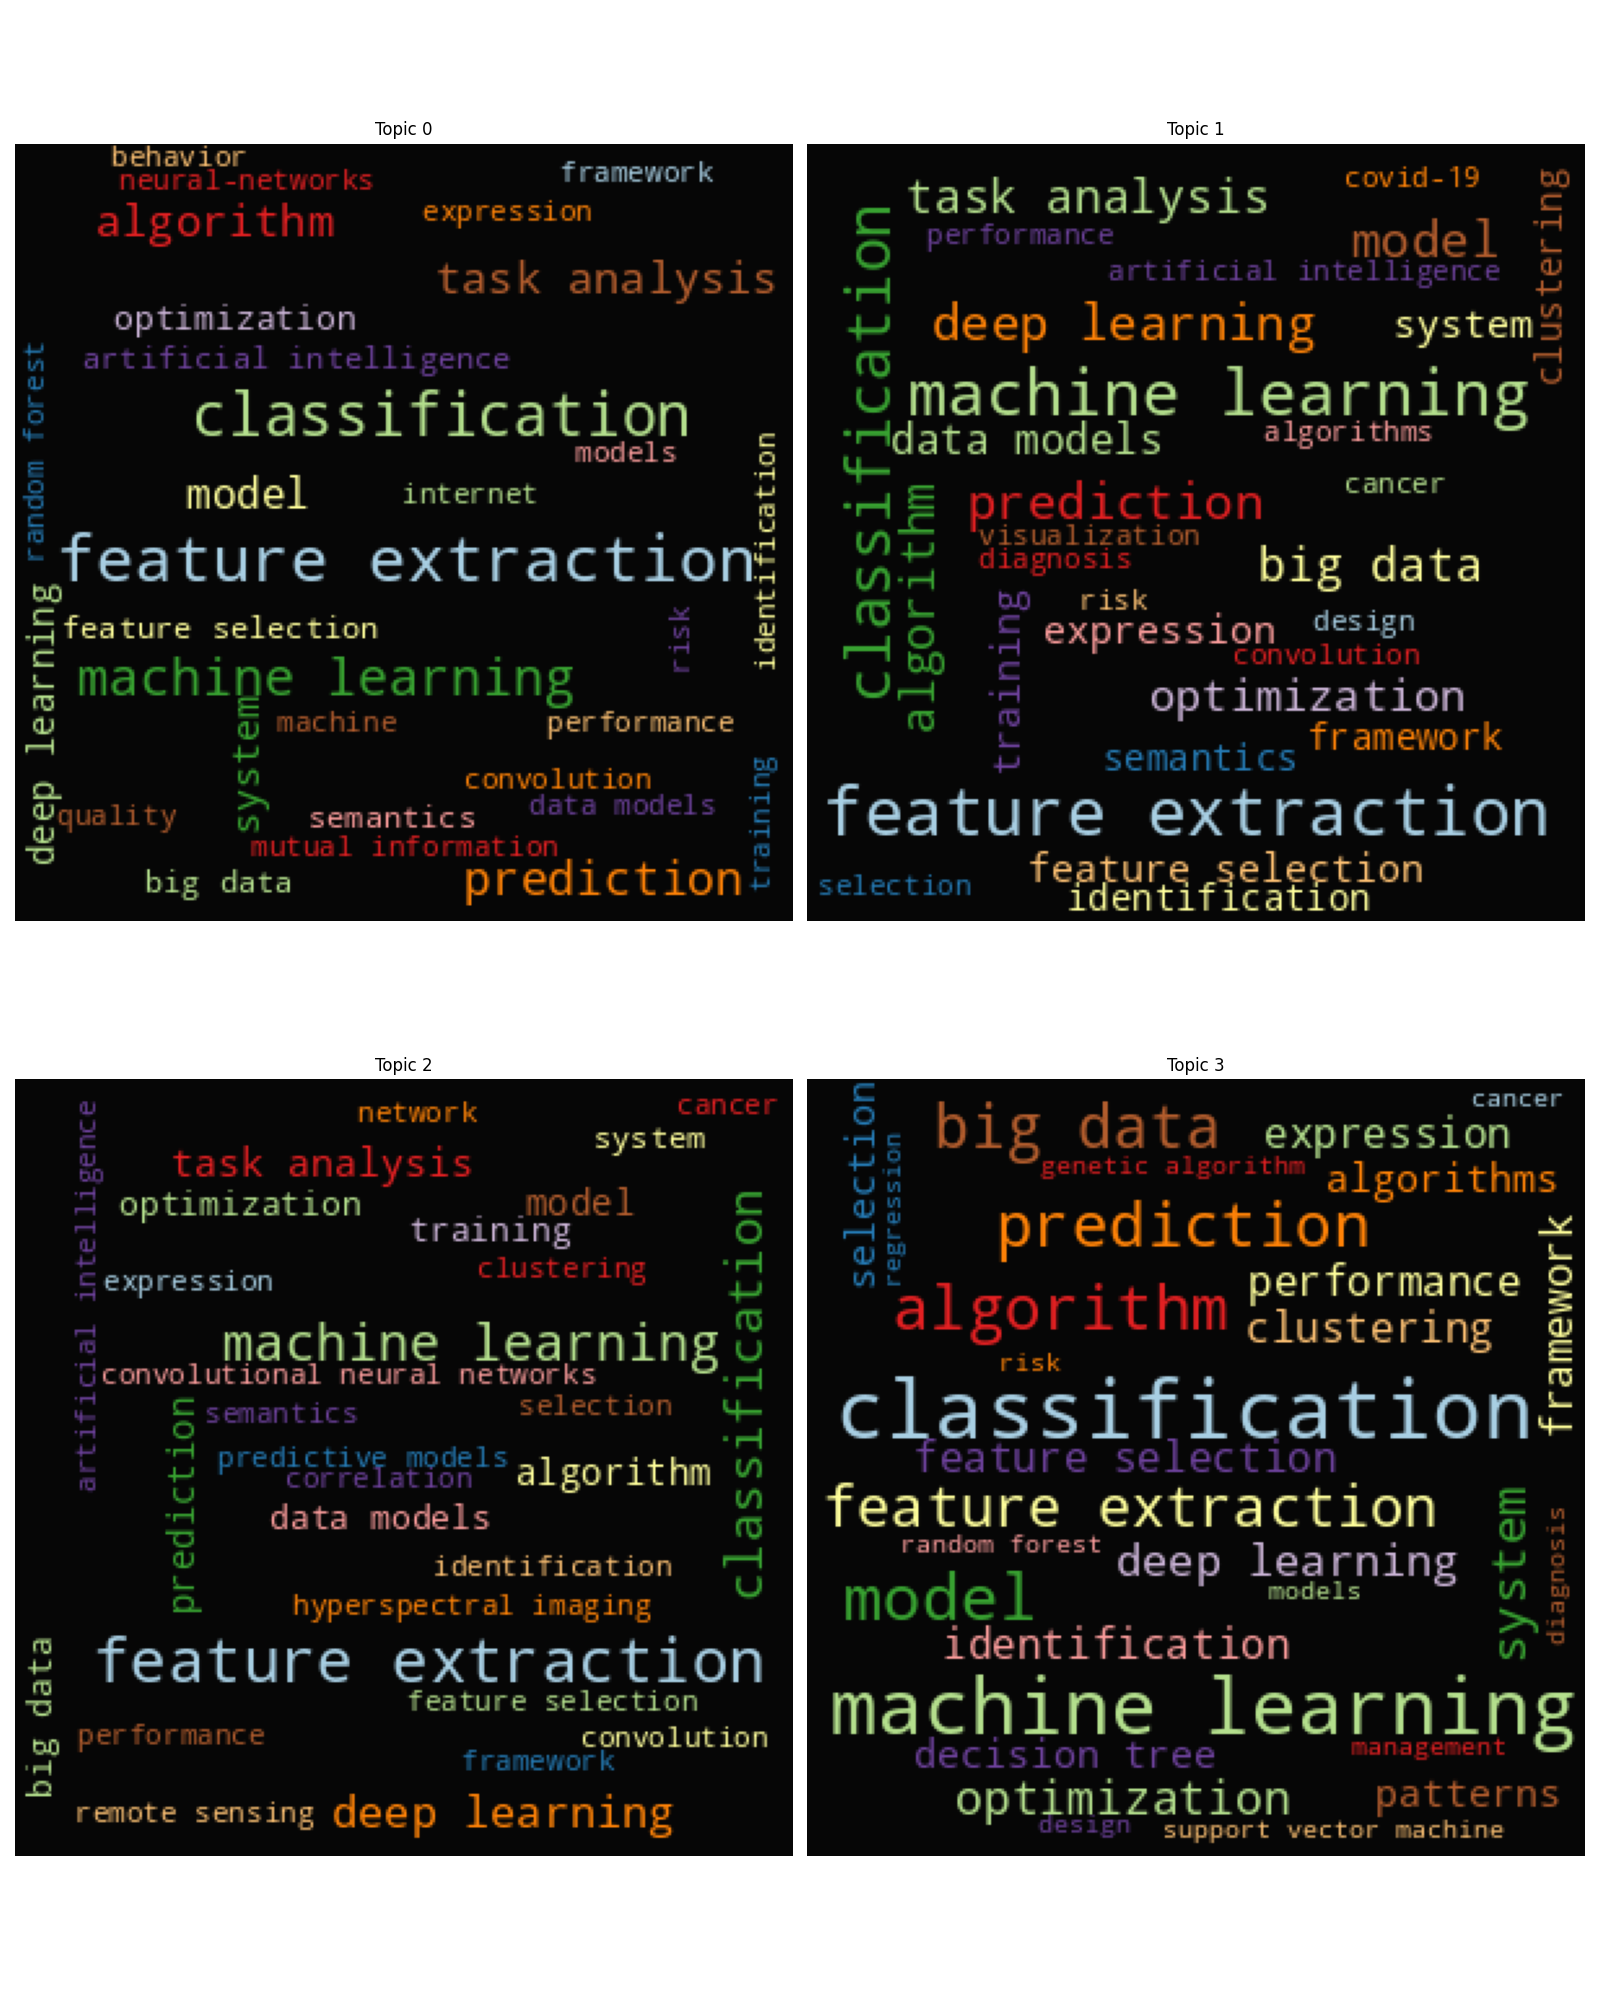 Topic 0
behavior
neural-networks
framework
algorithm
expression
task analysis
optimization
artificial intelligence
random forest
classification
models
identification
model
internet
feature extraction
deep learning
feature selection
risk
machine learning
system
machine
performance
convolution
training
data models
quality
semantics
mutual information
big data
prediction
Topic 1
covid-19
clustering
task analysis
classification
performance
model
artificial intelligence
deep learning
system
machine learning
data models
algorithms
algorithm
cancer
prediction
visualization
diagnosis
big data
training
risk
expression
design
convolution
optimization
framework
semantics
feature extraction
feature selection
selection
identification
Topic 2
artificial intelligence
network
cancer
system
task analysis
optimization
model
classification
training
clustering
expression
machine learning
convolutional neural networks
prediction
semantics
selection
predictive models
correlation
algorithm
data models
identification
hyperspectral imaging
big data
feature extraction
feature selection
performance
convolution
framework
remote sensing
deep learning
Topic 3
selection
big data
cancer
expression
regression
genetic algorithm
algorithms
prediction
framework
performance
algorithm
clustering
risk
classification
feature selection
feature extraction
system
random forest
deep learning
diagnosis
model
models
identification
machine learning
decision tree
management
optimization
patterns
design
support vector machine